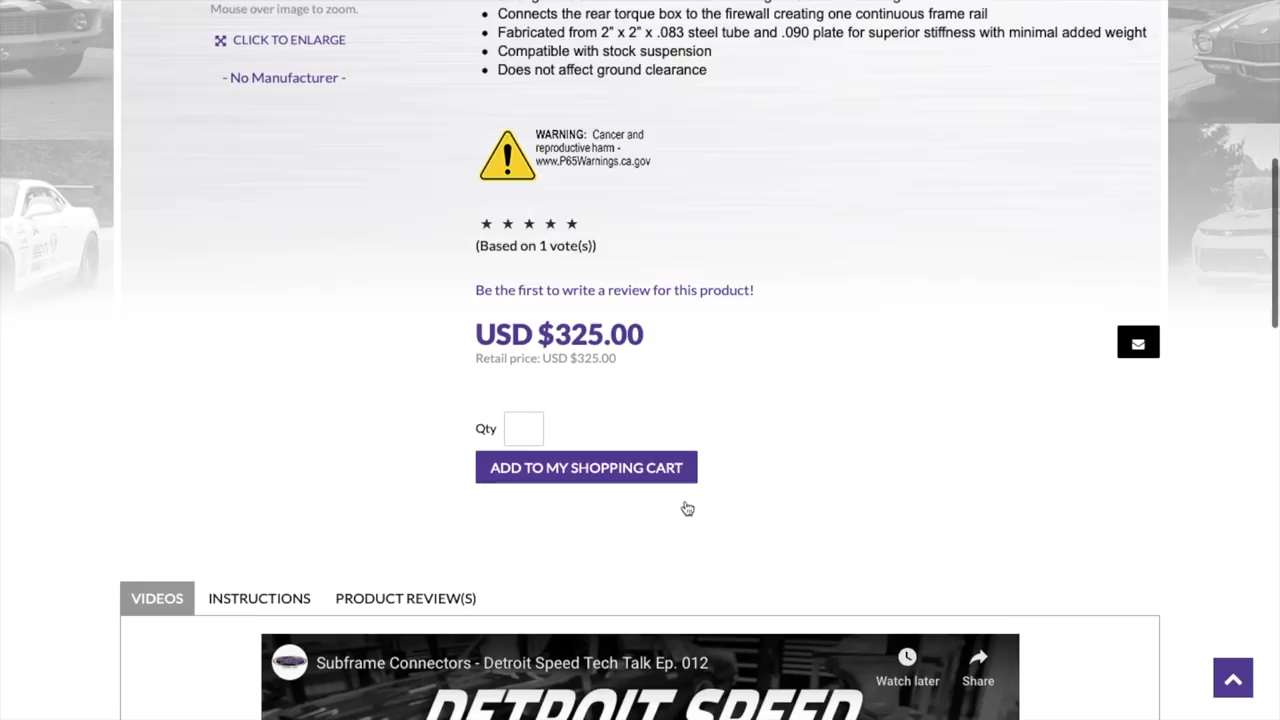 Mouse over image to zoom.
CLICK TO ENLARGE
- No Manufacturer -
• Connects the rear torque box to the firewall creating one continuous frame rail
• Fabricated from 2” x 2” x .083 steel tube and .090 plate for superior stiffness with minimal added weight
• Compatible with stock suspension
• Does not affect ground clearance
WARNING: Cancer and
reproductive harm -
www.P65Warnings.ca.gov
(Based on 1 vote(s))
Be the first to write a review for this product!
USD $325.00
Retail price: USD $325.00
Qty
ADD TO MY SHOPPING CART
VIDEOS INSTRUCTIONS PRODUCT REVIEW(S)
Subframe Connectors - Detroit Speed Tech Talk Ep. 012
Watch later Share
DETROIT SPEED